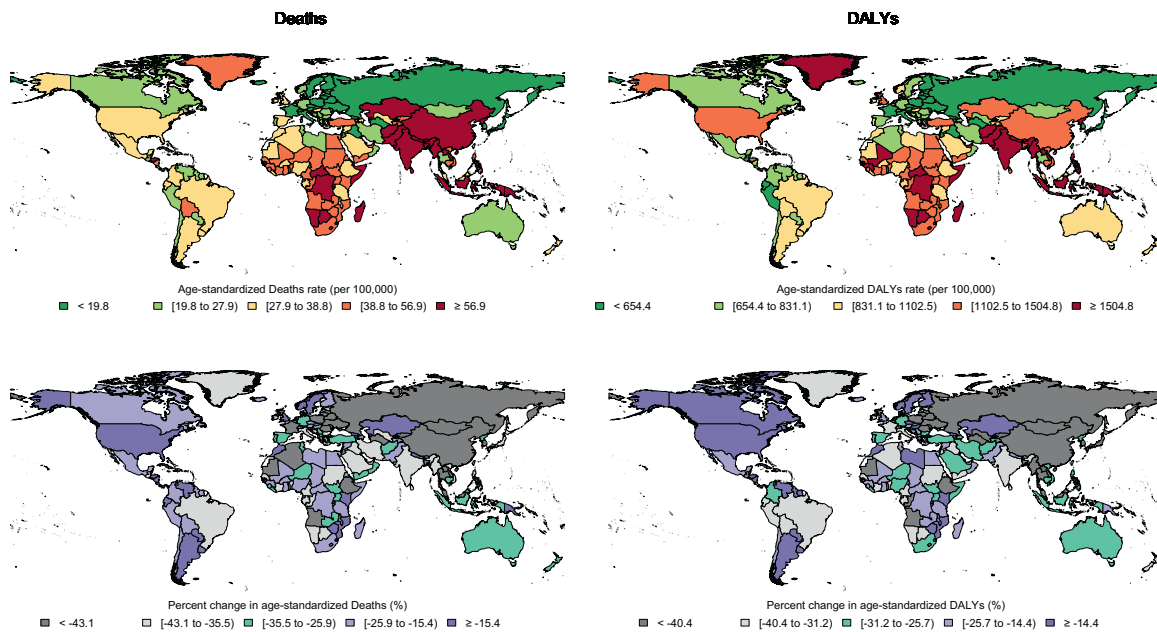 Deaths
DALYs
Age-standardized Deaths rate (per 100,000)
< 19.8 [19.8 to 27.9) [27.9 to 38.8) [38.8 to 56.9) ≥ 56.9
Age-standardized DALYs rate (per 100,000)
< 654.4 [654.4 to 831.1) [831.1 to 1102.5) [1102.5 to 1504.8) ≥ 1504.8
Percent change in age-standardized Deaths (%)
< -43.1 [-43.1 to -35.5) [-35.5 to -25.9) [-25.9 to -15.4) ≥ -15.4
Percent change in age-standardized DALYs (%)
< -40.4 [-40.4 to -31.2) [-31.2 to -25.7) [-25.7 to -14.4) ≥ -14.4